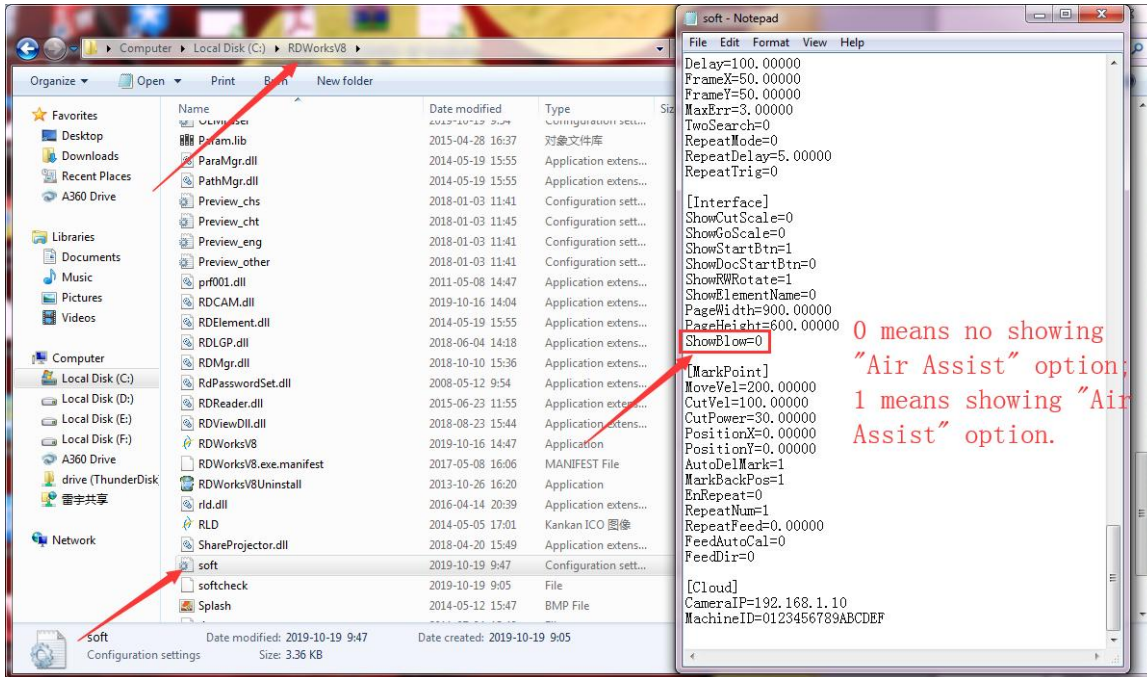 Computer ▸ Local Disk (C:) ▸ RDWorksV8 ▸
Organize ▾ Open ▾ Print Burn New folder
Favorites
Desktop
Downloads
Recent Places
A360 Drive
Libraries
Documents
Music
Pictures
Videos
Computer
Local Disk (C:)
Local Disk (D:)
Local Disk (E:)
Local Disk (F:)
A360 Drive
drive (ThunderDisk
雷宇共享
Network
Name Date modified Type
Param.lib 2015-04-28 16:37 对象文件库
ParaMgr.dll 2014-05-19 15:55 Application extens...
PathMgr.dll 2014-05-19 15:55 Application extens...
Preview_chs 2018-01-03 11:41 Configuration sett...
Preview_cht 2018-01-03 11:45 Configuration sett...
Preview_eng 2018-01-03 11:41 Configuration sett...
Preview_other 2018-01-03 11:41 Configuration sett...
prf001.dll 2011-05-08 14:47 Application extens...
RDCAM.dll 2019-10-16 14:04 Application extens...
RDElement.dll 2014-05-19 15:55 Application extens...
RDLGP.dll 2018-06-04 14:18 Application extens...
RDMgr.dll 2018-10-10 15:36 Application extens...
RdPasswordSet.dll 2008-05-12 9:54 Application extens...
RDReader.dll 2015-06-23 11:55 Application extens...
RDViewDll.dll 2018-08-23 15:44 Application extens...
RDWorksV8 2019-10-16 14:47 Application
RDWorksV8.exe.manifest 2017-05-08 16:06 MANIFEST File
RDWorksV8Uninstall 2013-10-26 16:20 Application
rld.dll 2016-04-14 20:39 Application extens...
RLD 2014-05-05 17:01 Kankan ICO 图像
ShareProjector.dll 2018-04-20 15:49 Application extens...
soft 2019-10-19 9:47 Configuration sett...
softcheck 2019-10-19 9:05 File
Splash 2014-05-12 15:47 BMP File
soft Date modified: 2019-10-19 9:47 Date created: 2019-10-19 9:05
Configuration settings Size: 3.36 KB
soft - Notepad
File Edit Format View Help
Delay=100.00000
FrameX=50.00000
FrameY=50.00000
MaxErr=3.00000
TwoSearch=0
RepeatMode=0
RepeatDelay=5.00000
RepeatTrig=0
[Interface]
ShowCutScale=0
ShowGoScale=0
ShowStartBtn=1
ShowDocStartBtn=0
ShowRWRotate=1
ShowElementName=0
PageWidth=900.00000
PageHeight=600.00000
ShowBlow=0
[MarkPoint]
MoveVel=200.00000
CutVel=100.00000
CutPower=30.00000
PositionX=0.00000
PositionY=0.00000
AutoDelMark=1
MarkBackPos=1
EnRepeat=0
RepeatNum=1
RepeatFeed=0.00000
FeedAutoCal=0
FeedDir=0
[Cloud]
CameraIP=192.168.1.10
MachineID=0123456789ABCDEF
0 means no showing
"Air Assist" option;
1 means showing "Air
Assist" option.